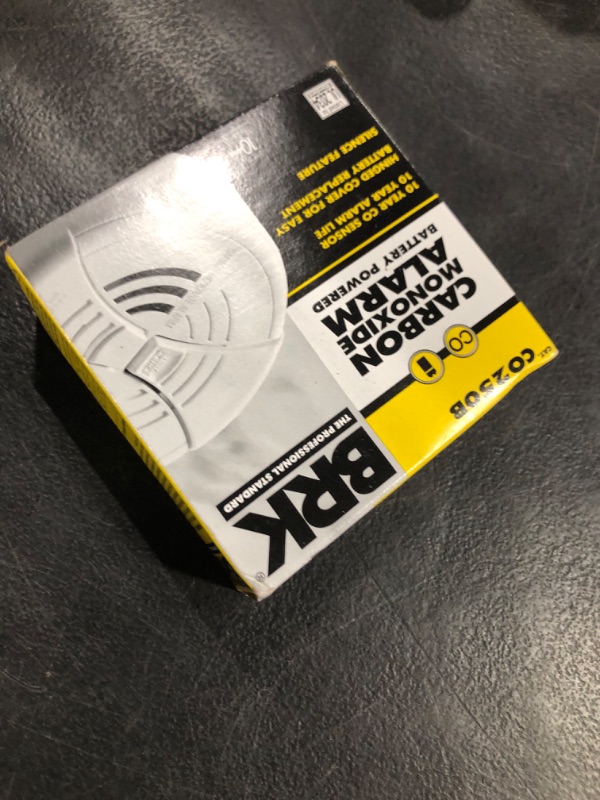 BRK®
THE PROFESSIONAL STANDARD
CAT. CO250B
CO
CARBON
MONOXIDE
ALARM
BATTERY POWERED
10 YEAR CO SENSOR
10 YEAR ALARM LIFE
HINGED COVER FOR EASY
BATTERY REPLACEMENT
SILENCE FEATURE